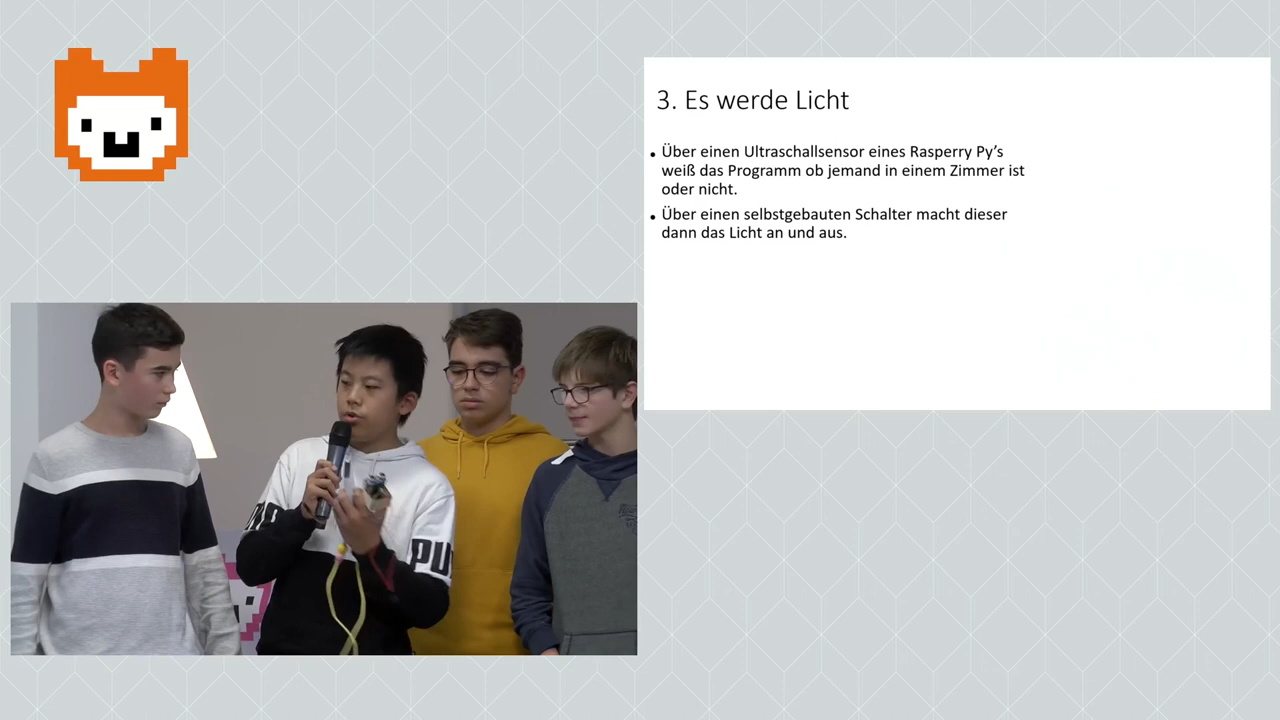 3. Es werde Licht
• Über einen Ultraschallsensor eines Rasperry Py’s
weiß das Programm ob jemand in einem Zimmer ist
oder nicht.
• Über einen selbstgebauten Schalter macht dieser
dann das Licht an und aus.
PU